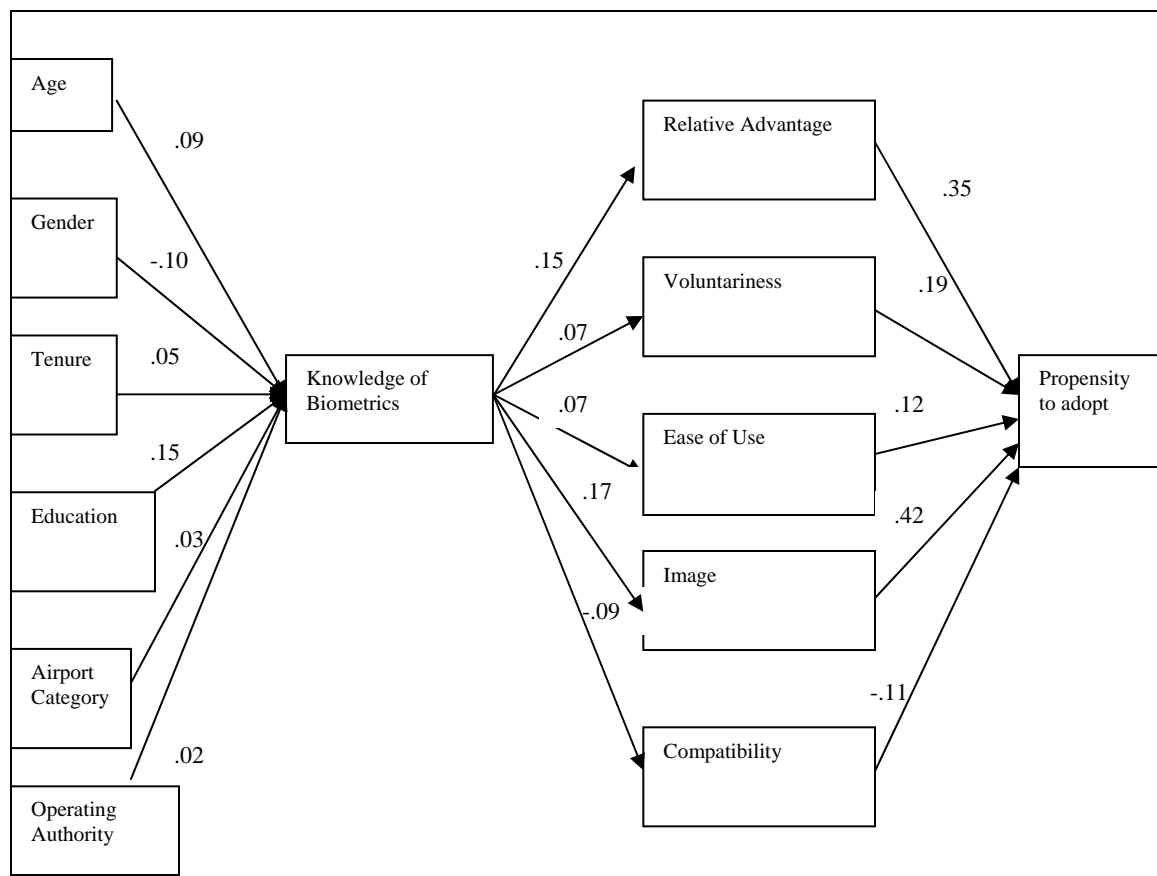 Age
.09
Gender
-.10
Tenure
.05
.15
Education
.03
Airport
Category
.02
Operating
Authority
Knowledge of
Biometrics
.15
.07
.07
.17
-.09
Relative Advantage
Voluntariness
Ease of Use
Image
Compatibility
.35
.19
.12
.42
-.11
Propensity
to adopt